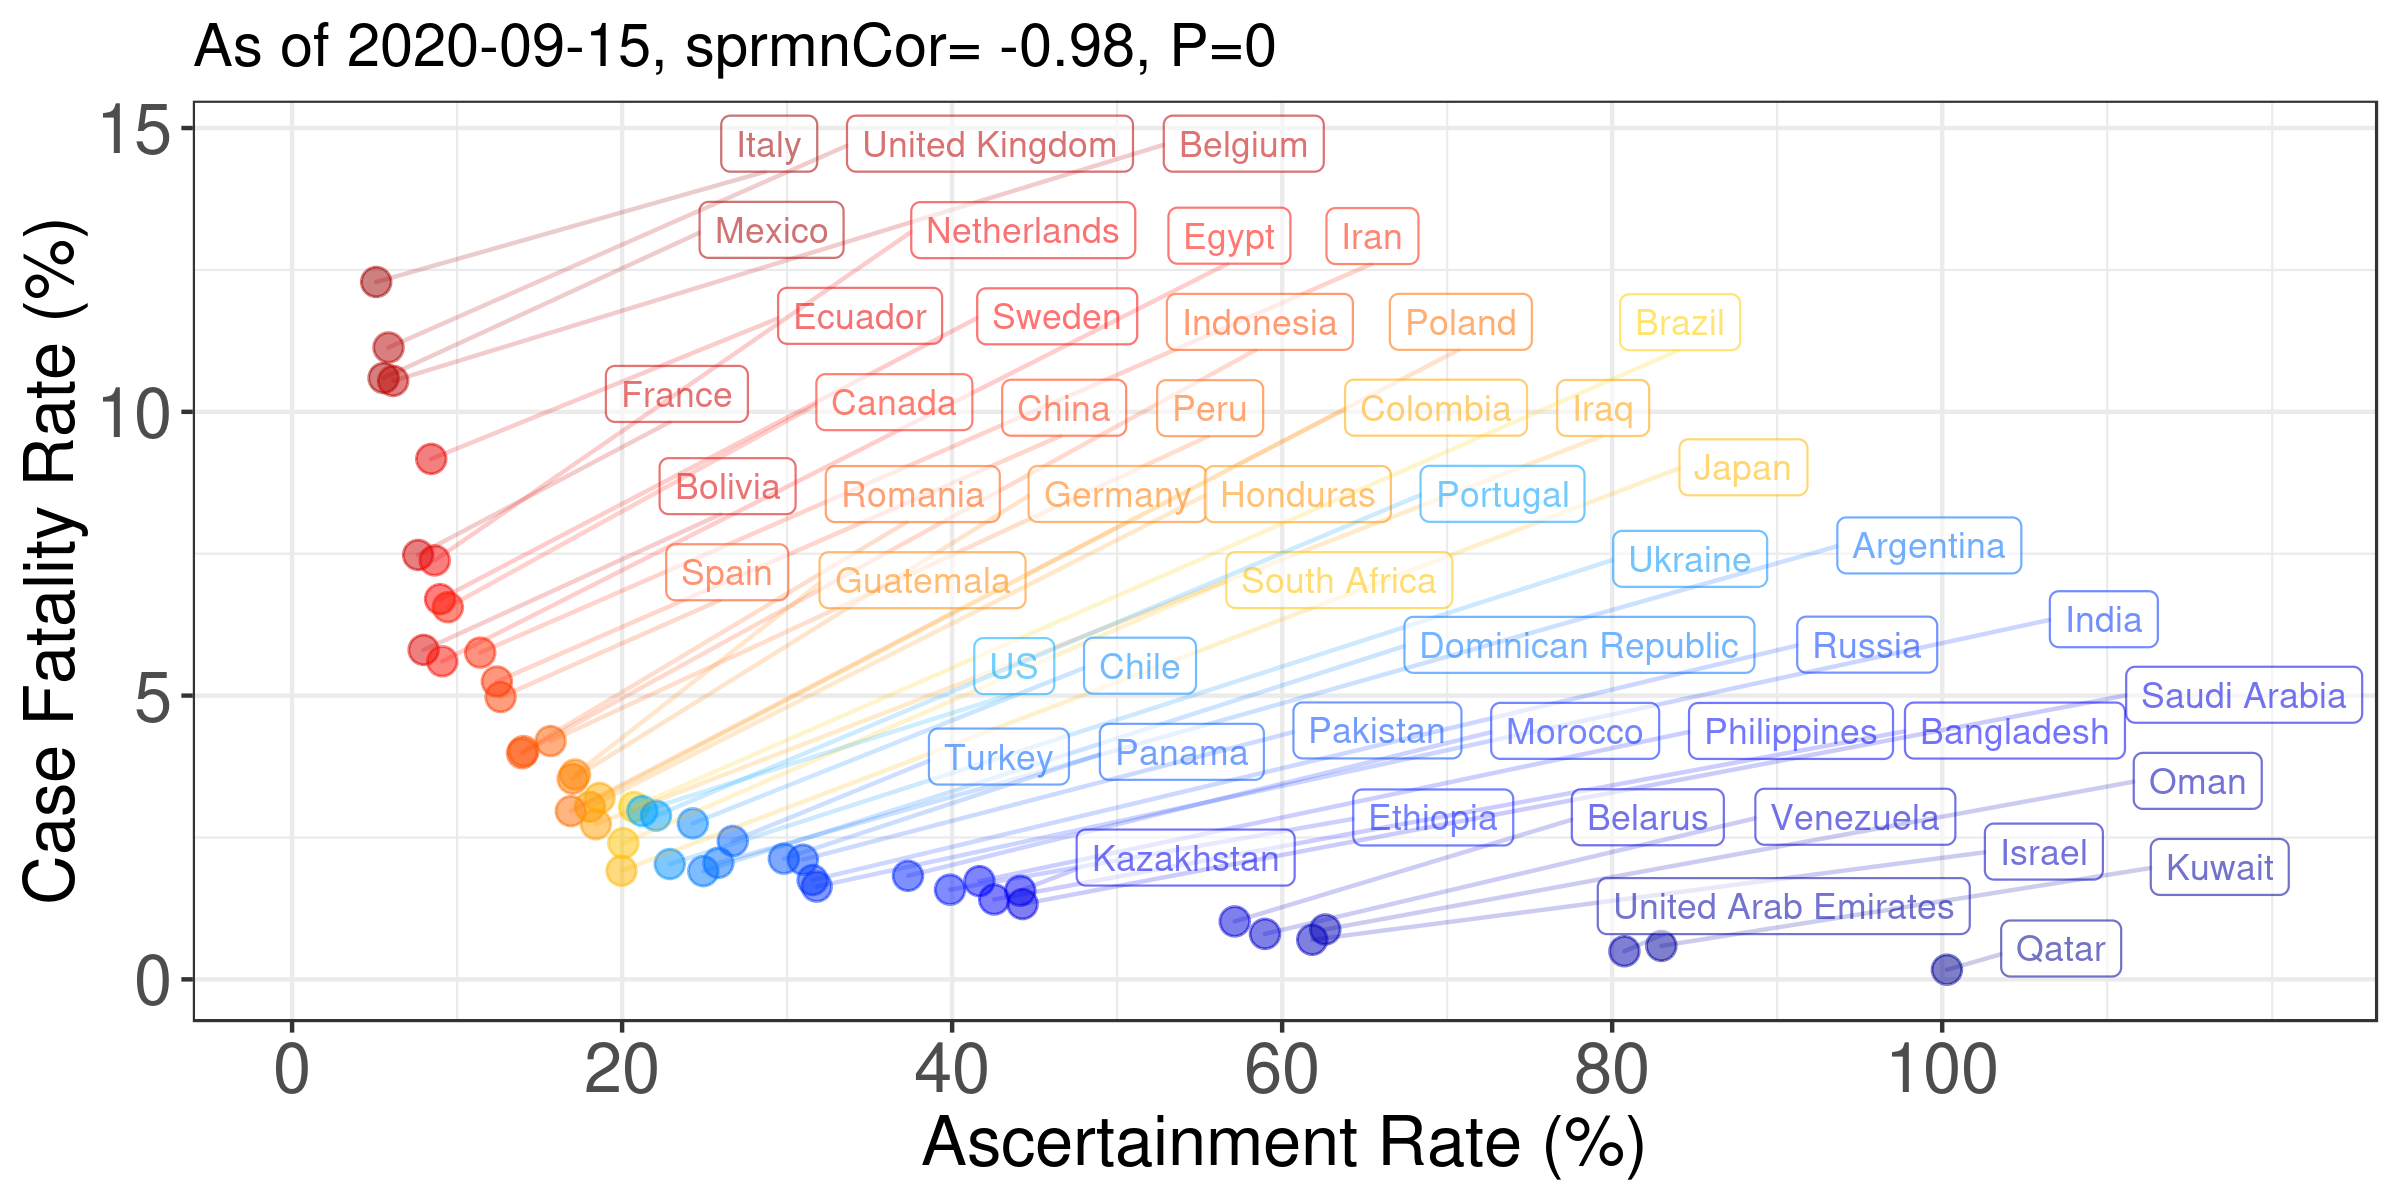 As of 2020-09-15, sprmnCor= -0.98, P=0
Case Fatality Rate (%)
15
10
5
0
Italy
United Kingdom
Belgium
Mexico
Netherlands
Egypt
Iran
Ecuador
Sweden
Indonesia
Poland
Brazil
France
Canada
China
Peru
Colombia
Iraq
Japan
Bolivia
Romania
Germany
Honduras
Portugal
Spain
Guatemala
South Africa
Ukraine
Argentina
US
Chile
Dominican Republic
Russia
India
Saudi Arabia
Turkey
Panama
Pakistan
Morocco
Philippines
Bangladesh
Oman
Kazakhstan
Ethiopia
Belarus
Venezuela
Israel
Kuwait
United Arab Emirates
Qatar
0 20 40 60 80 100
Ascertainment Rate (%)